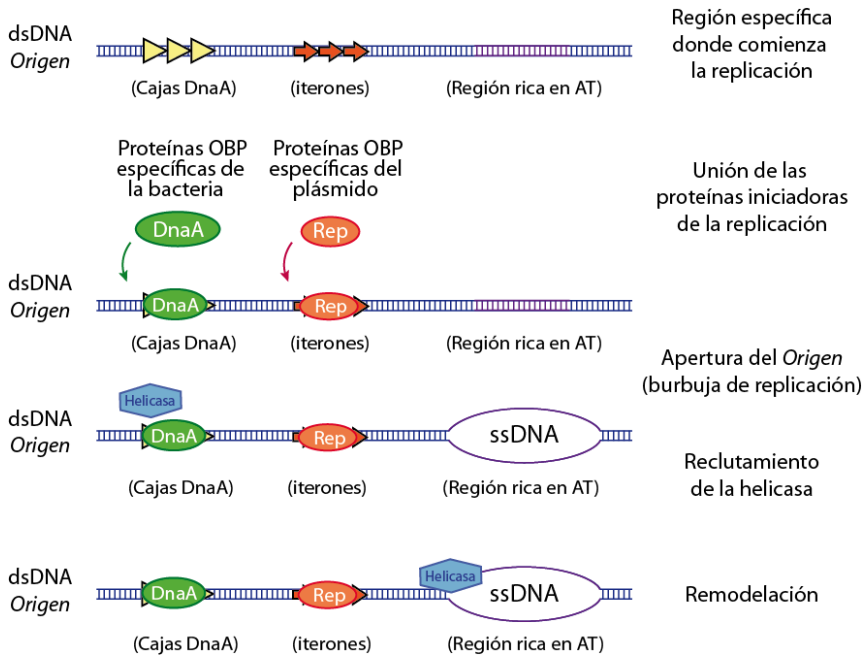 dsDNA
Origen
(Cajas DnaA)
(iterones)
(Región rica en AT)
Región específica
donde comienza
la replicación
Proteínas OBP
específicas de
la bacteria
Proteínas OBP
específicas del
plásmido
DnaA
Rep
Unión de las
proteínas iniciadoras
de la replicación
dsDNA
Origen
DnaA
Rep
(Cajas DnaA)
(iterones)
(Región rica en AT)
Apertura del Origen
(burbuja de replicación)
Helicasa
dsDNA
Origen
DnaA
Rep
ssDNA
(Cajas DnaA)
(iterones)
(Región rica en AT)
Reclutamiento
de la helicasa
dsDNA
Origen
DnaA
Rep
Helicasa
ssDNA
(Cajas DnaA)
(iterones)
(Región rica en AT)
Remodelación